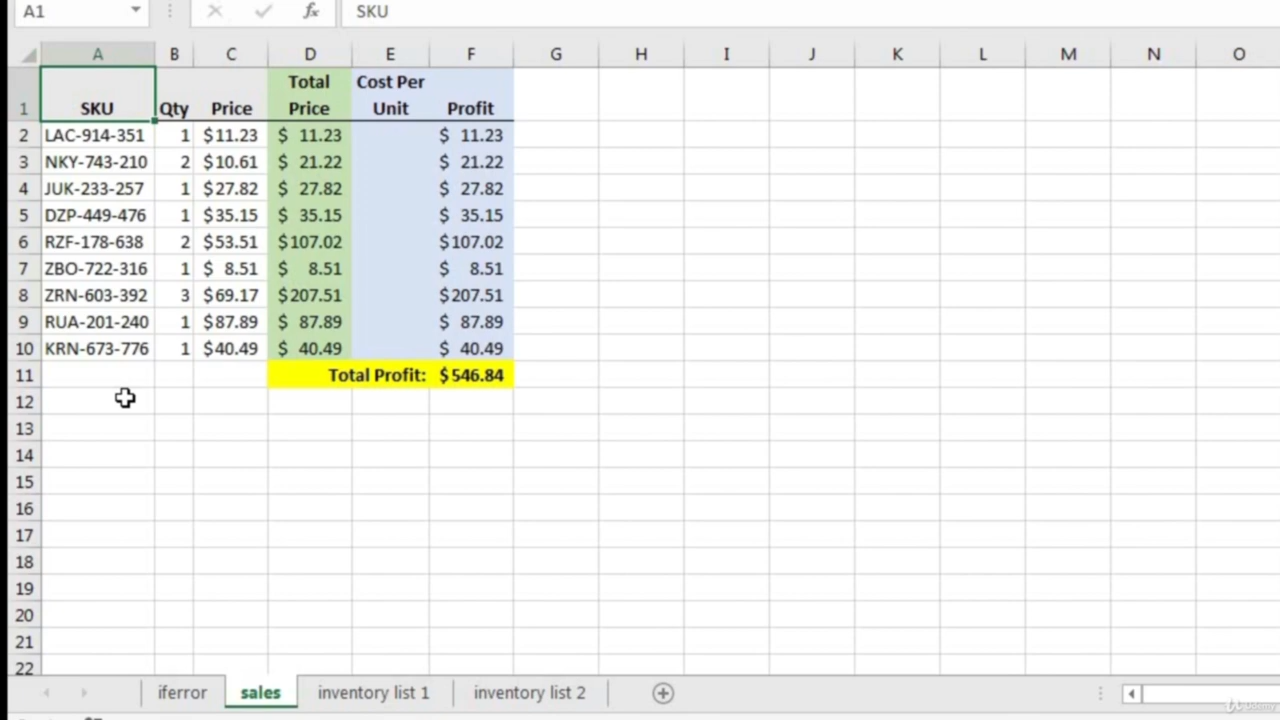 A1 fx SKU
A B C D E F G H I J K L M N O
Total Cost Per
1 SKU Qty Price Price Unit Profit
2 LAC-914-351 1 $11.23 $ 11.23 $ 11.23
3 NKY-743-210 2 $10.61 $ 21.22 $ 21.22
4 JUK-233-257 1 $27.82 $ 27.82 $ 27.82
5 DZP-449-476 1 $35.15 $ 35.15 $ 35.15
6 RZF-178-638 2 $53.51 $107.02 $107.02
7 ZBO-722-316 1 $ 8.51 $ 8.51 $ 8.51
8 ZRN-603-392 3 $69.17 $207.51 $207.51
9 RUA-201-240 1 $87.89 $ 87.89 $ 87.89
10 KRN-673-776 1 $40.49 $ 40.49 $ 40.49
11 Total Profit: $546.84
12
13
14
15
16
17
18
19
20
21
22
iferror sales inventory list 1 inventory list 2
Udemy